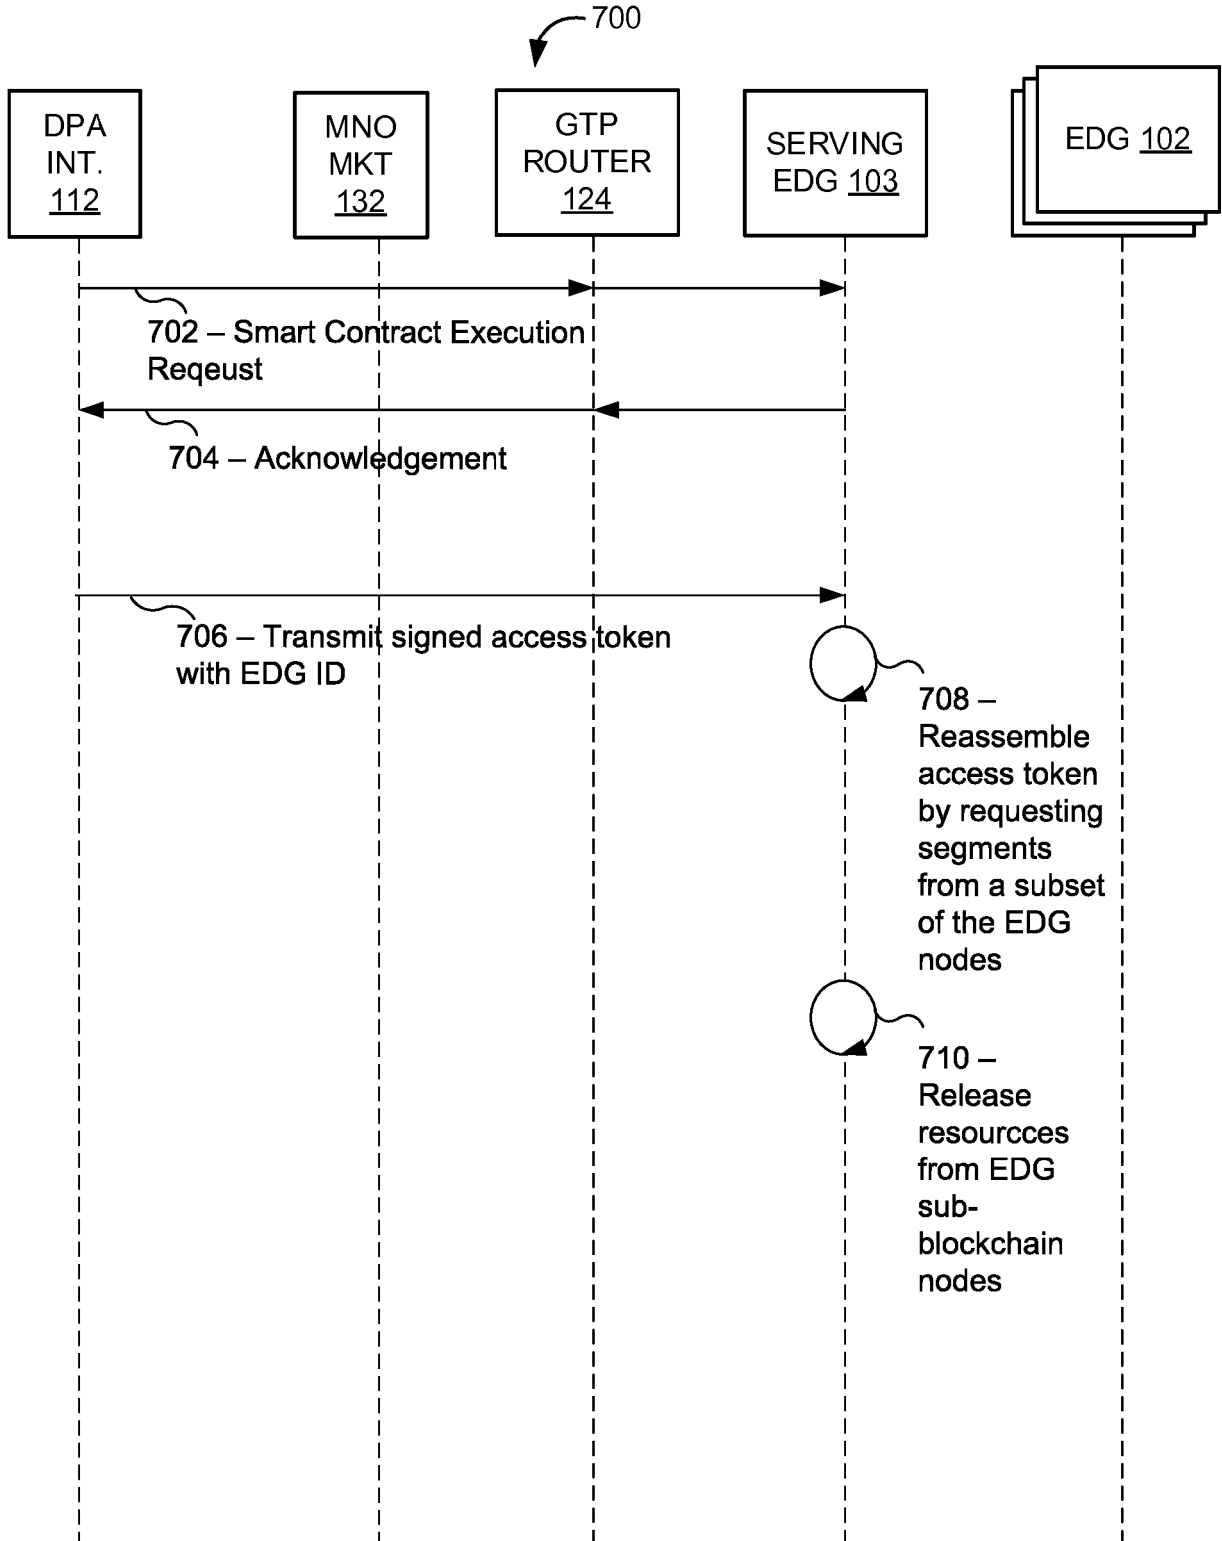 700
DPA
INT.
112
MNO
MKT
132
GTP
ROUTER
124
SERVING
EDG 103
EDG 102
702 – Smart Contract Execution
Reqeust
704 – Acknowledgement
706 – Transmit signed access token
with EDG ID
708 –
Reassemble
access token
by requesting
segments
from a subset
of the EDG
nodes
710 –
Release
resourcces
from EDG
sub-
blockchain
nodes